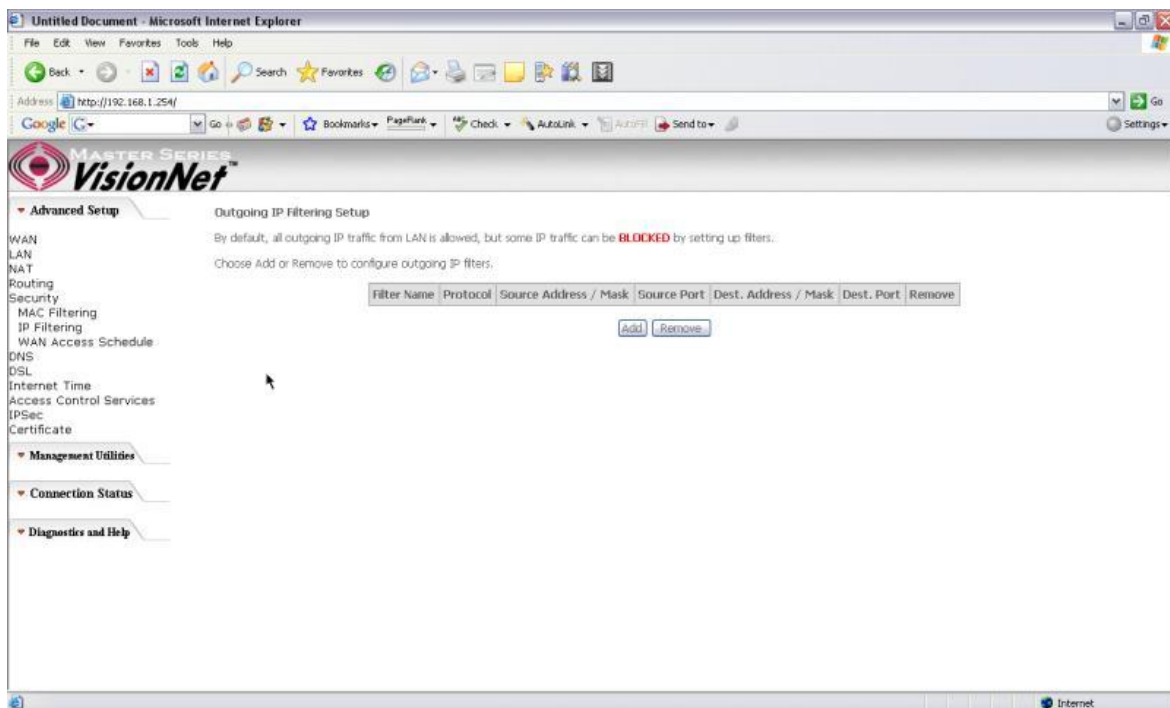 Untitled Document - Microsoft Internet Explorer
File Edit View Favorites Tools Help
Back Search Favorites
Address http://192.168.1.254/ Go
Google G Go Bookmarks PageRank Check AutoLink AutoFill Send to Settings
MASTER SERIES
VisionNet™
Advanced Setup
WAN
LAN
NAT
Routing
Security
MAC Filtering
IP Filtering
WAN Access Schedule
DNS
DSL
Internet Time
Access Control Services
IPSec
Certificate
Management Utilities
Connection Status
Diagnostics and Help
Outgoing IP Filtering Setup
By default, all outgoing IP traffic from LAN is allowed, but some IP traffic can be BLOCKED by setting up filters.
Choose Add or Remove to configure outgoing IP filters.
Filter Name Protocol Source Address / Mask Source Port Dest. Address / Mask Dest. Port Remove
Add Remove
Internet